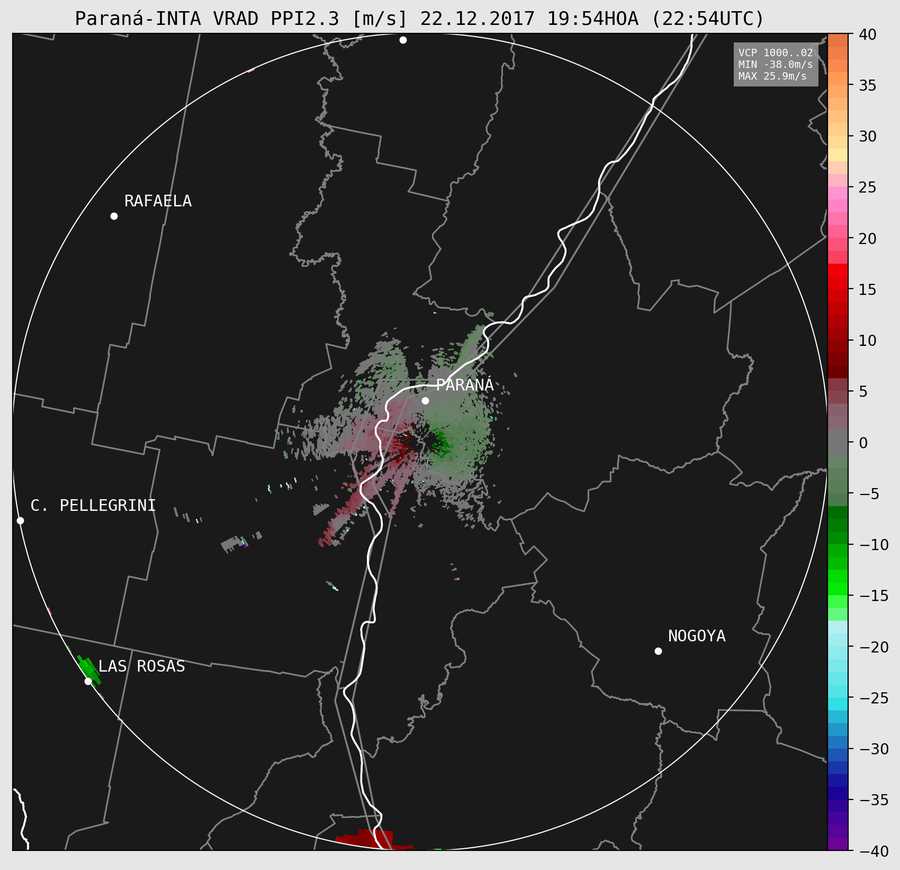 Paraná-INTA VRAD PPI2.3 [m/s] 22.12.2017 19:54HOA (22:54UTC)
VCP 1000..02
MIN -38.0m/s
MAX 25.9m/s
RAFAELA
PARANÁ
C. PELLEGRINI
LAS ROSAS
NOGOYA
40
35
30
25
20
15
10
5
0
−5
−10
−15
−20
−25
−30
−35
−40